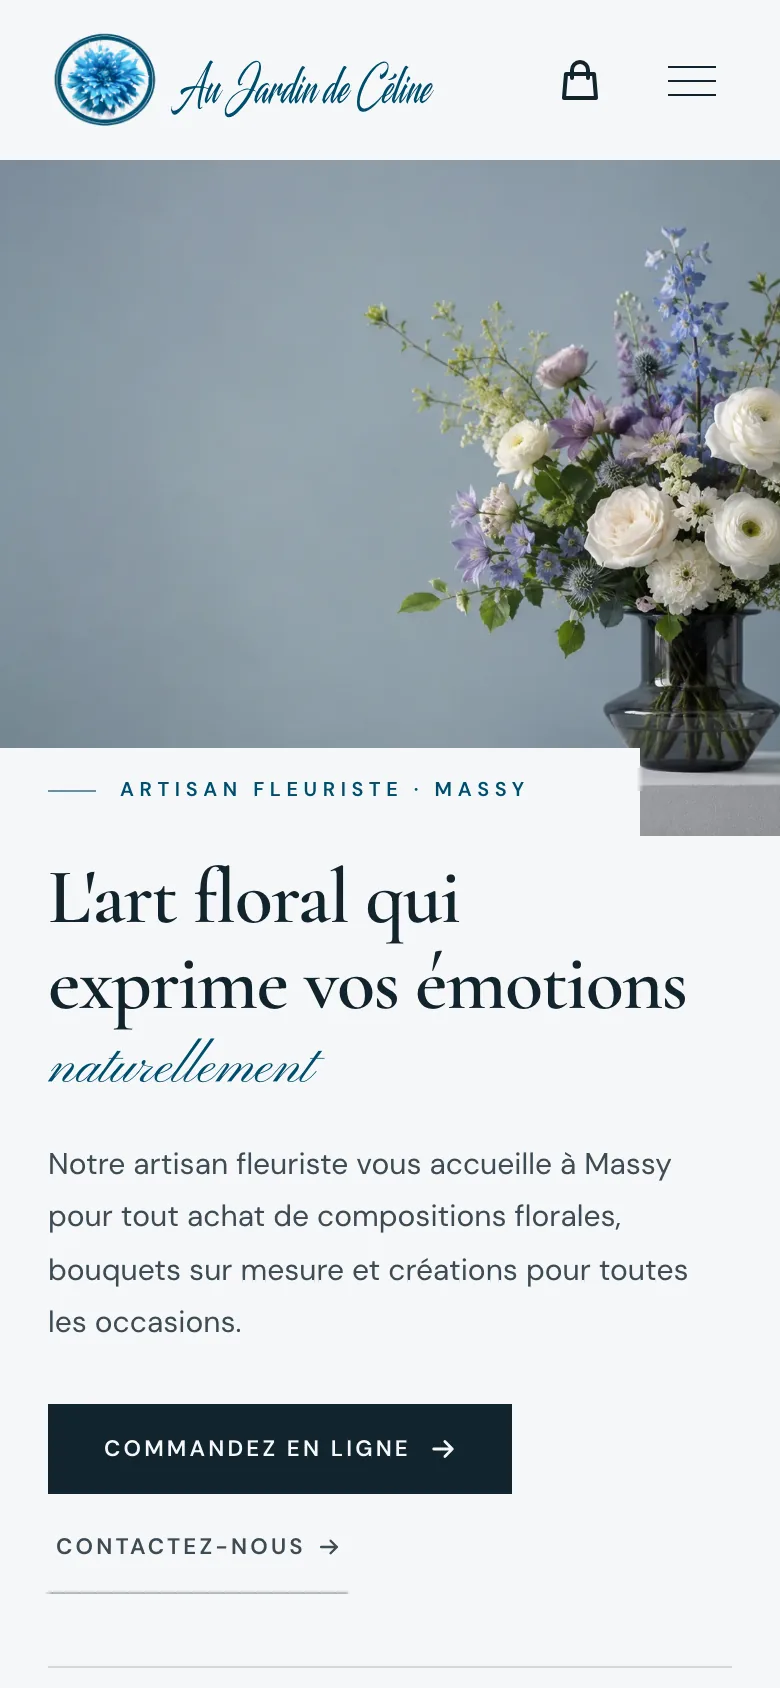 Au Jardin de Céline
ARTISAN FLEURISTE · MASSY
L'art floral qui
exprime vos émotions
naturellement
Notre artisan fleuriste vous accueille à Massy
pour tout achat de compositions florales,
bouquets sur mesure et créations pour toutes
les occasions.
COMMANDEZ EN LIGNE →
CONTACTEZ-NOUS →